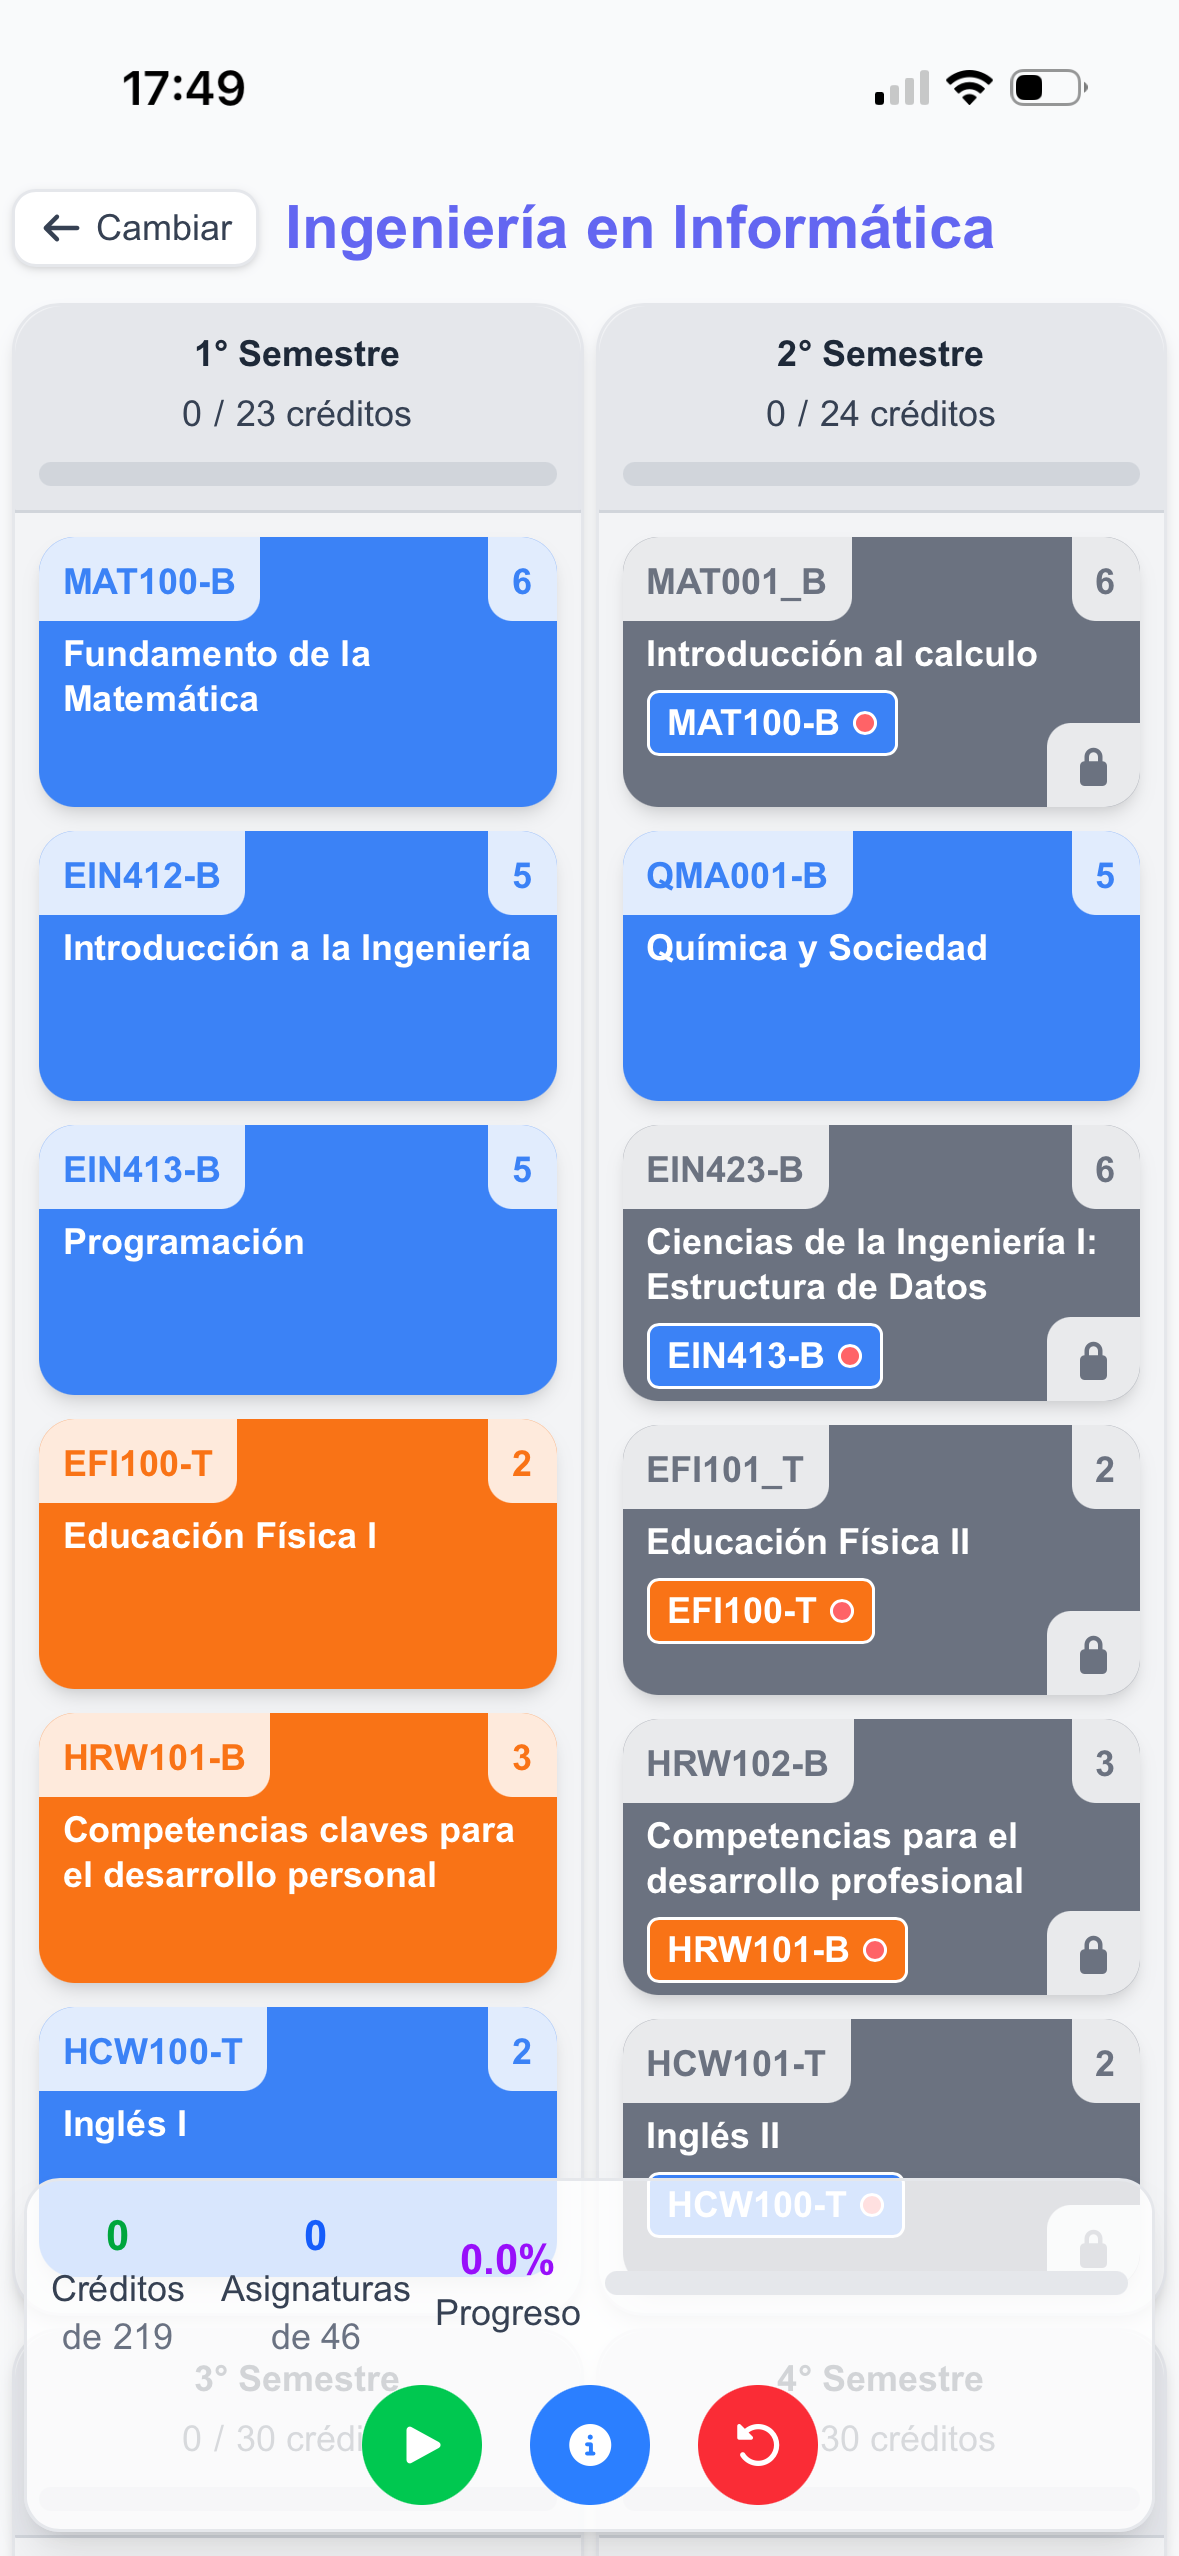 17:49
Cambiar
Ingeniería en Informática
1° Semestre
0 / 23 créditos
MAT100-B
6
Fundamento de la
Matemática
EIN412-B
5
Introducción a la Ingeniería
EIN413-B
5
Programación
EFI100-T
2
Educación Física I
HRW101-B
3
Competencias claves para
el desarrollo personal
HCW100-T
2
Inglés I
2° Semestre
0 / 24 créditos
MAT001_B
6
Introducción al calculo
MAT100-B
QMA001-B
5
Química y Sociedad
EIN423-B
6
Ciencias de la Ingeniería I:
Estructura de Datos
EIN413-B
EFI101_T
2
Educación Física II
EFI100-T
HRW102-B
3
Competencias para el
desarrollo profesional
HRW101-B
HCW101-T
2
Inglés II
HCW100-T
0
Créditos
de 219
0
Asignaturas
de 46
0.0%
Progreso
3° Semestre
0 / 30 crédi
4° Semestre
30 créditos